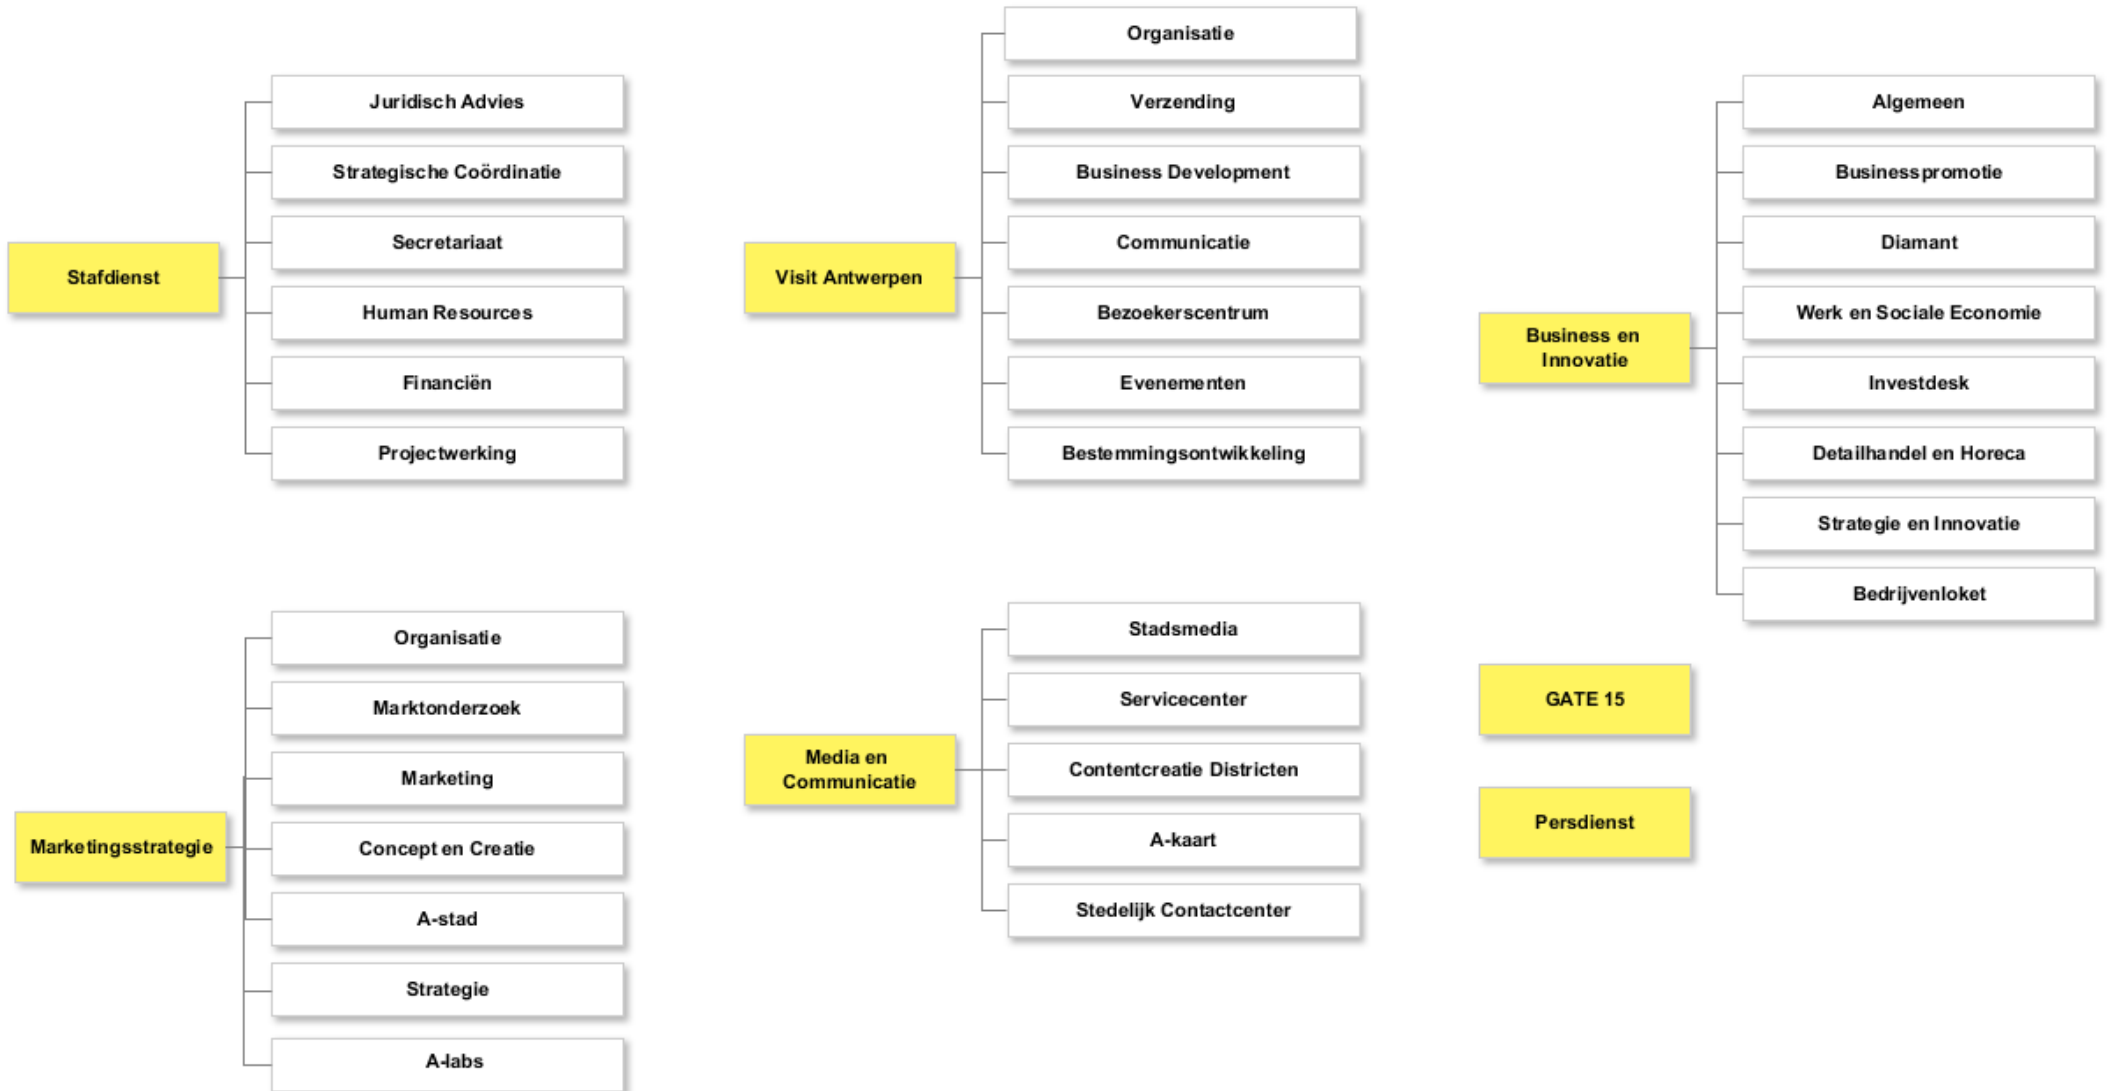 Stafdienst
Juridisch Advies
Strategische Coördinatie
Secretariaat
Human Resources
Financiën
Projectwerking
Visit Antwerpen
Organisatie
Verzending
Business Development
Communicatie
Bezoekerscentrum
Evenementen
Bestemmingsontwikkeling
Business en
Innovatie
Algemeen
Businesspromotie
Diamant
Werk en Sociale Economie
Investdesk
Detailhandel en Horeca
Strategie en Innovatie
Bedrijvenloket
Marketingsstrategie
Organisatie
Marktonderzoek
Marketing
Concept en Creatie
A-stad
Strategie
A-labs
Media en
Communicatie
Stadsmedia
Servicecenter
Contentcreatie Districten
A-kaart
Stedelijk Contactcenter
GATE 15
Persdienst